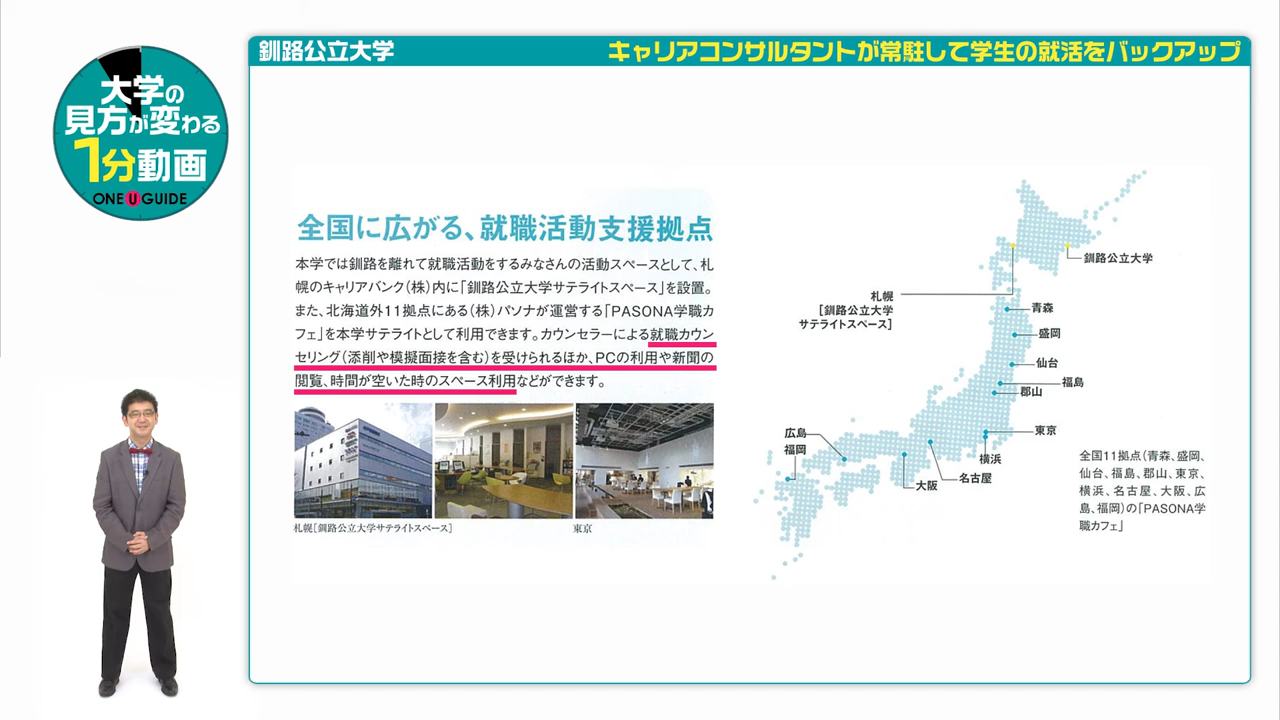 大学の
見方が変わる
1分動画
ONE U GUIDE
釧路公立大学
キャリアコンサルタントが常駐して学生の就活をバックアップ
全国に広がる、就職活動支援拠点
本学では釧路を離れて就職活動をするみなさんの活動スペースとして、札
幌のキャリアバンク(株)内に「釧路公立大学サテライトスペース」を設置。
また、北海道外11拠点にある(株)パソナが運営する「PASONA学職カ
フェ」を本学サテライトとして利用できます。カウンセラーによる就職カウン
セリング(添削や模擬面接を含む)を受けられるほか、PCの利用や新聞の
閲覧、時間が空いた時のスペース利用などができます。
札幌[釧路公立大学サテライトスペース]
東京
釧路公立大学
札幌
[釧路公立大学
サテライトスペース]
青森
盛岡
仙台
福島
郡山
東京
横浜
名古屋
大阪
広島
福岡
全国11拠点(青森、盛岡、
仙台、福島、郡山、東京、
横浜、名古屋、大阪、広
島、福岡)の「PASONA学
職カフェ」